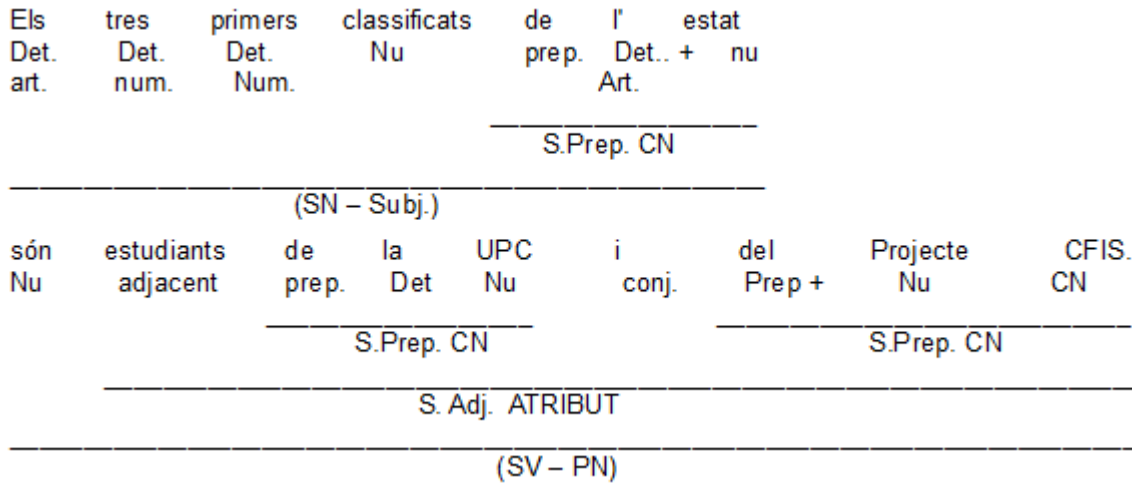 Els tres primers classificats de l' estat
Det. Det. Det. Nu prep. Det.. + nu
art. num. Num. Art.
S.Prep. CN
(SN – Subj.)
són estudiants de la UPC i del Projecte CFIS.
Nu adjacent prep. Det Nu conj. Prep + Nu CN
S.Prep. CN S.Prep. CN
S. Adj. ATRIBUT
(SV – PN)